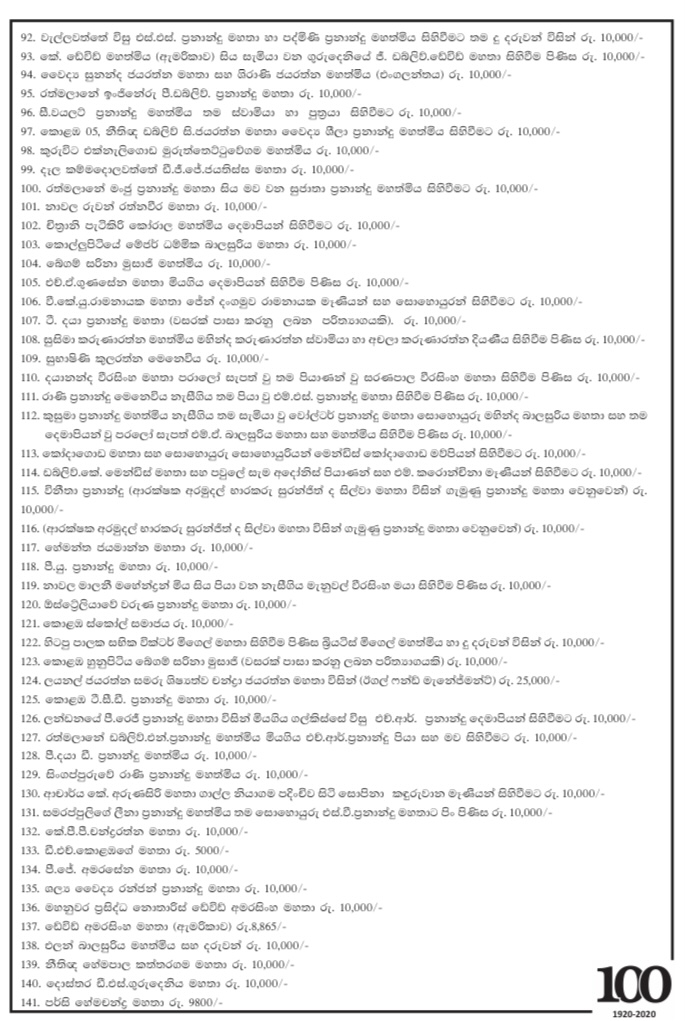 92. වැල්ලවත්තේ විසූ එස්.එස්. ප්‍රනාන්දු මහතා හා පද්මිණි ප්‍රනාන්දු මහත්මිය සිහිවීමට තම දූ දරුවන් විසින් රු. 10,000/-
93. කේ. ඩේවිඩ් මහත්මිය (ඇමරිකාව) සිය සැමියා වන ගුරුදෙනියේ ජී. ඩබ්ලිව්.ඩේවිඩ් මහතා සිහිවීම පිණිස රු. 10,000/-
94. වෛද්‍ය සුනන්ද ජයරත්න මහතා සහ ශිරාණි ජයරත්න මහත්මිය (එංගලන්තය) රු. 10,000/-
95. රත්මලානේ ඉංජිනේරු පී.ඩබ්ලිව්. ප්‍රනාන්දු මහතා රු. 10,000/-
96. සී.වයලට් ප්‍රනාන්දු මහත්මිය තම ස්වාමියා හා පුත්‍රයා සිහිවීමට රු. 10,000/-
97. කොළඹ 05, නීතිඥ ඩබ්ලිව් සි.ජයරත්න මහතා වෛද්‍ය ශීලා ප්‍රනාන්දු මහත්මිය සිහිවීමට රු. 10,000/-
98. කුරුවිට එක්නැලිගොඩ මුරුත්තෙට්ටුවේගම මහත්මිය රු. 10,000/-
99. දෑල කම්මදොලවත්තේ ඩී.ජී.ජේ.ජයතිස්ස මහතා රු. 10,000/-
100. රත්මලානේ මංජු ප්‍රනාන්දු මහතා සිය මව වන සුජාතා ප්‍රනාන්දු මහත්මිය සිහිවීමට රු. 10,000/-
101. නාවල රුවන් රත්නවීර මහතා රු. 10,000/-
102. චිත්‍රානි පැටිකිරි කෝරාල මහත්මිය දෙමාපියන් සිහිවීමට රු. 10,000/-
103. කොල්ලුපිටියේ මේජර් ධම්මික බාලසූරිය මහතා රු. 10,000/-
104. බේගම් සරිනා මුසාජි මහත්මිය රු. 10,000/-
105. එච්.ඒ.ගුණසේන මහතා මියගිය දෙමාපියන් සිහිවීම පිණිස රු. 10,000/-
106. වී.කේ.යූ.රාමනායක මහතා ජේන් දංගමුව රාමනායක මෑණියන් සහ සොහොයුරන් සිහිවීමට රු. 10,000/-
107. ටී. දයා ප්‍රනාන්දු මහතා (වසරක් පාසා කරනු ලබන පරිත්‍යාගයකි). රු. 10,000/-
108. සුසිමා කරුණාරත්න මහත්මිය මහින්ද කරුණාරත්න ස්වාමියා හා අචලා කරුණාරත්න දියණිය සිහිවීම පිණිස රු. 10,000/-
109. සුභාෂිණි කුලරත්න මෙනෙවිය රු. 10,000/-
110. දයානන්ද වීරසිංහ මහතා පරලෝ සැපත් වූ තම පියාණන් වූ සරණපාල වීරසිංහ මහතා සිහිවීම පිණිස රු. 10,000/-
111. රාණි ප්‍රනාන්දු මෙනෙවිය නැසීගිය තම පියා වූ එම්.එස්. ප්‍රනාන්දු මහතා සිහිවීම පිණිස රු. 10,000/-
112. කුසුමා ප්‍රනාන්දු මහත්මිය නැසීගිය තම සැමියා වූ වෝල්ටර් ප්‍රනාන්දු මහතා සොහොයුරු මහින්ද බාලසූරිය මහතා සහ තම
දෙමාපියන් වූ පරලෝ සැපත් එම්.ඒ. බාලසූරිය මහතා සහ මහත්මිය සිහිවීම පිණිස රු. 10,000/-
113. කෝදාගොඩ මහතා සහ සොහොයුරු සොහොයුරියන් මෙන්ඩිස් කෝදාගොඩ මව්පියන් සිහිවීමට රු. 10,000/-
114. ඩබ්ලිව්.කේ. මෙන්ඩිස් මහතා සහ පවුලේ සැම අදෝනිස් පියාණන් සහ එම්. කරොන්චිනා මෑණියන් සිහිවීමට රු. 10,000/-
115. විනීතා ප්‍රනාන්දු (ආරක්ෂක අරමුදල් භාරකරු සුරන්ජිත් ද සිල්වා මහතා විසින් ගැමුණු ප්‍රනාන්දු මහතා වෙනුවෙන්) රු.
10,000/-
116. (ආරක්ෂක අරමුදල් භාරකරු සුරන්ජිත් ද සිල්වා මහතා විසින් ගැමුණු ප්‍රනාන්දු මහතා වෙනුවෙන්) රු. 10,000/-
117. හේමන්ත ජයමාන්න මහතා රු. 10,000/-
118. පී.යූ. ප්‍රනාන්දු මහතා රු. 10,000/-
119. නාවල මාලනී මහේන්ද්‍රන් මිය සිය පියා වන නැසීගිය මැනුවල් වීරසිංහ මයා සිහිවීම පිණිස රු. 10,000/-
120. ඕස්ට්‍රේලියාවේ වරුණ ප්‍රනාන්දු මහතා රු. 10,000/-
121. කොළඹ ස්කෝල් සමාජය රු. 10,000/-
122. හිටපු පාලක සභික වික්ටර් මිගෙල් මහතා සිහිවීම පිණිස බ්‍රියටිස් මිගෙල් මහත්මිය හා දූ දරුවන් විසින් රු. 10,000/-
123. කොළඹ හුනුපිටිය බේගම් සරිනා මුසාජි (වසරක් පාසා කරනු ලබන පරිත්‍යාගයකි) රු. 10,000/-
124. ලයනල් ජයරත්න සමරු ශිෂ්‍යත්ව චන්ද්‍රා ජයරත්න මහතා විසින් (ඊගල් ෆන්ඩ් මැනේජ්මන්ට්) රු. 25,000/-
125. කොළඹ ටී.සී.ඩී. ප්‍රනාන්දු මහතා රු. 10,000/-
126. ලන්ඩනයේ පී.රෙජී ප්‍රනාන්දු මහතා විසින් මියගිය ගල්කිස්සේ විසූ එච්.ආර්. ප්‍රනාන්දු දෙමාපියන් සිහිවීමට රු. 10,000/-
127. රත්මලානේ ඩබ්ලිව්.එන්.ප්‍රනාන්දු මහත්මිය මියගිය එච්.ආර්.ප්‍රනාන්දු පියා සහ මව සිහිවීමට රු. 10,000/-
128. පී.දයා ඩී. ප්‍රනාන්දු මහත්මිය රු. 10,000/-
129. සිංගප්පුරුවේ රාණි ප්‍රනාන්දු මහත්මිය රු. 10,000/-
130. ආචාර්ය කේ. අරුණසිරි මහතා ගාල්ල නියාගම පදිංචිව සිටි සොපිනා කඳුරුවාන මෑණියන් සිහිවීමට රු. 10,000/-
131. සමරප්පුලිගේ ලීනා ප්‍රනාන්දු මහත්මිය තම සොහොයුරු එස්.වී.ප්‍රනාන්දු මහතාට පිං පිණිස රු. 10,000/-
132. කේ.පී.පී.චන්ද්‍රරත්න මහතා රු. 10,000/-
133. ඩී.එච්.කොළඹගේ මහතා රු. 5000/-
134. පී.ජේ. අමරසේන මහතා රු. 10,000/-
135. ශල්‍ය වෛද්‍ය රන්ජන් ප්‍රනාන්දු මහතා රු. 10,000/-
136. මහනුවර ප්‍රසිද්ධ නොතාරිස් ඩේවිඩ් අමරසිංහ මහතා රු. 10,000/-
137. ඩේවිඩ් අමරසිංහ මහතා (ඇමරිකාව) රු.8,865/-
138. එලන් බාලසූරිය මහත්මිය සහ දරුවන් රු. 10,000/-
139. නීතිඥ හේමපාල කත්තරගම මහතා රු. 10,000/-
140. දොස්තර ඩී.එස්.ගුරුදෙනිය මහතා රු. 10,000/-
141. පර්සි හේමචන්ද්‍ර මහතා රු. 9800/-
100
1920-2020